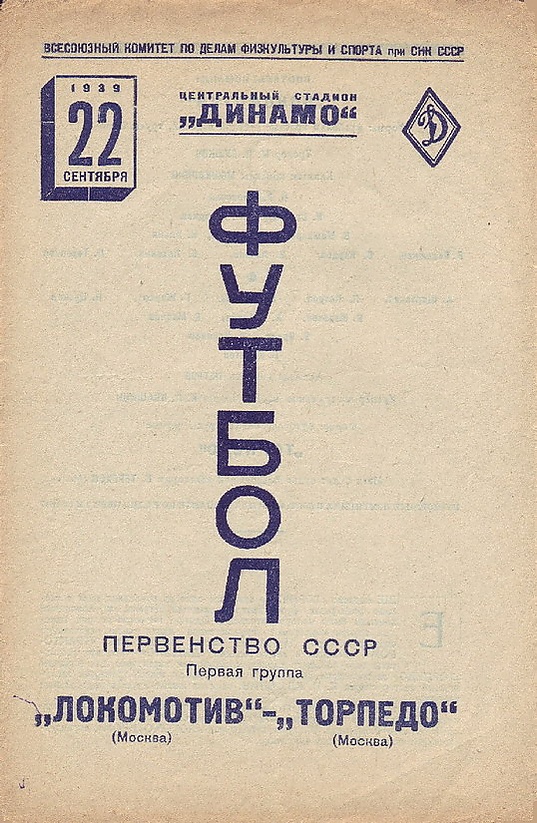 ВСЕСОЮЗНЫЙ КОМИТЕТ ПО ДЕЛАМ ФИЗКУЛЬТУРЫ И СПОРТА при СНК СССР
1939
22
СЕНТЯБРЯ
ЦЕНТРАЛЬНЫЙ СТАДИОН
„ДИНАМО“
Д
ФУТБОЛ
ПЕРВЕНСТВО СССР
Первая группа
„ЛОКОМОТИВ“-„ТОРПЕДО“
(Москва) (Москва)